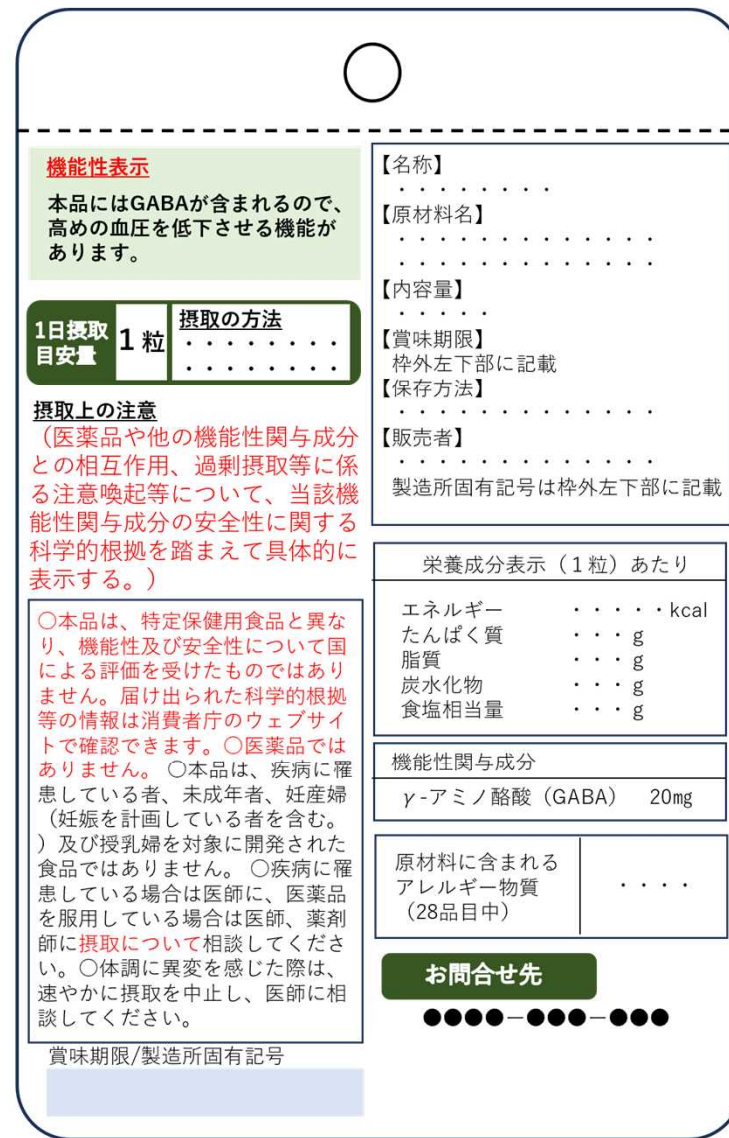 機能性表示
本品にはGABAが含まれるので、
高めの血圧を低下させる機能が
あります。
1日摂取
目安量
1 粒
摂取の方法
・・・・・・・・
・・・・・・・・
摂取上の注意
（医薬品や他の機能性関与成分
との相互作用、過剰摂取等に係
る注意喚起等について、当該機
能性関与成分の安全性に関する
科学的根拠を踏まえて具体的に
表示する。）
○本品は、特定保健用食品と異な
り、機能性及び安全性について国
による評価を受けたものではあり
ません。届け出られた科学的根拠
等の情報は消費者庁のウェブサイ
トで確認できます。○医薬品では
ありません。 ○本品は、疾病に罹
患している者、未成年者、妊産婦
（妊娠を計画している者を含む。
）及び授乳婦を対象に開発された
食品ではありません。 ○疾病に罹
患している場合は医師に、医薬品
を服用している場合は医師、薬剤
師に摂取について相談してくださ
い。○体調に異変を感じた際は、
速やかに摂取を中止し、医師に相
談してください。
賞味期限/製造所固有記号
【名称】
・・・・・・・・
【原材料名】
・・・・・・・・・・・・・
・・・・・・・・・・・・・
【内容量】
・・・・・
【賞味期限】
枠外左下部に記載
【保存方法】
・・・・・・・・・・・・・
【販売者】
・・・・・・・・・・・・・
製造所固有記号は枠外左下部に記載
栄養成分表示（１粒）あたり
エネルギー ・・・・・kcal
たんぱく質 ・・・g
脂質 ・・・g
炭水化物 ・・・g
食塩相当量 ・・・g
機能性関与成分
γ-アミノ酪酸（GABA） 20㎎
原材料に含まれる
アレルギー物質
（28品目中）
・・・・
お問合せ先
●●●●－●●●－●●●